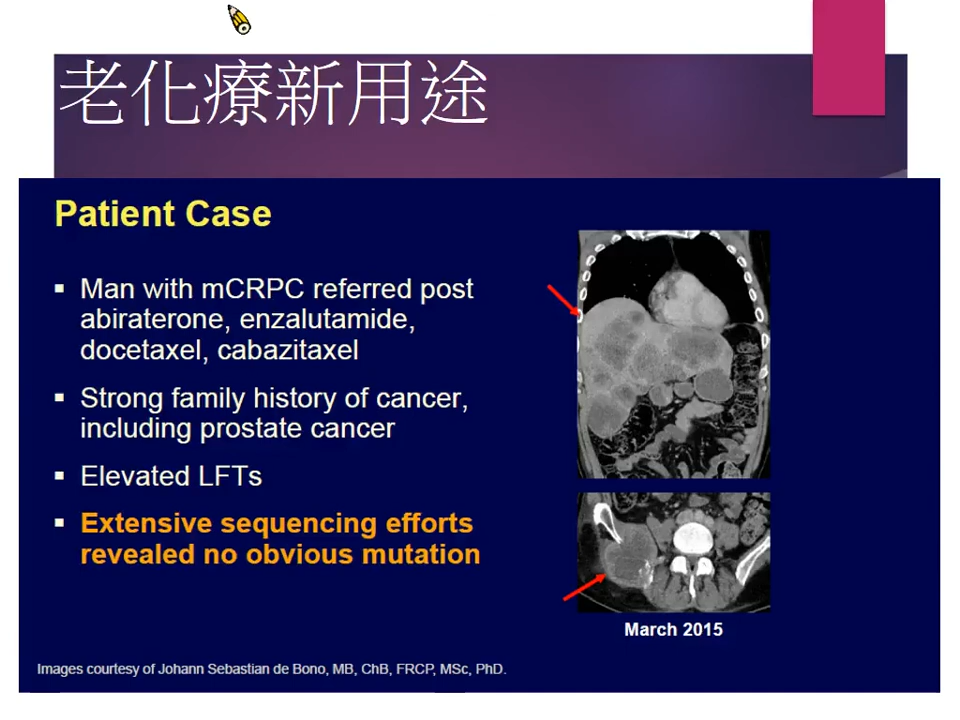 老化療新用途
Patient Case
▪ Man with mCRPC referred post
abiraterone, enzalutamide,
docetaxel, cabazitaxel
▪ Strong family history of cancer,
including prostate cancer
▪ Elevated LFTs
▪ Extensive sequencing efforts
revealed no obvious mutation
March 2015
Images courtesy of Johann Sebastian de Bono, MB, ChB, FRCP, MSc, PhD.